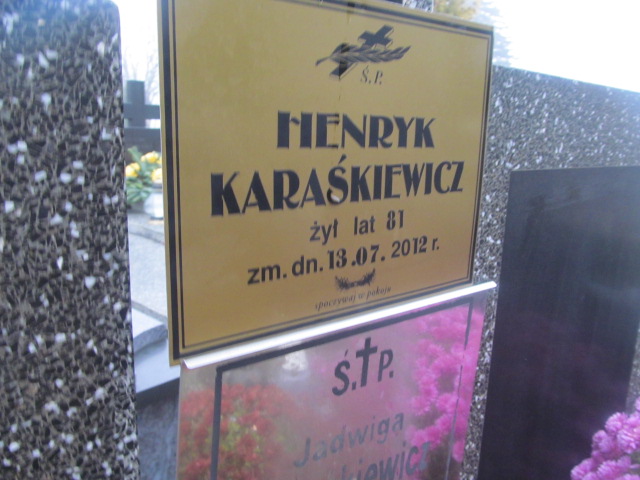 Ś.P.
HENRYK
KARAŚKIEWICZ
żył lat 81
zm. dn. 13.07. 2012 r.
spoczywaj w pokoju
Ś.P.
Jadwiga